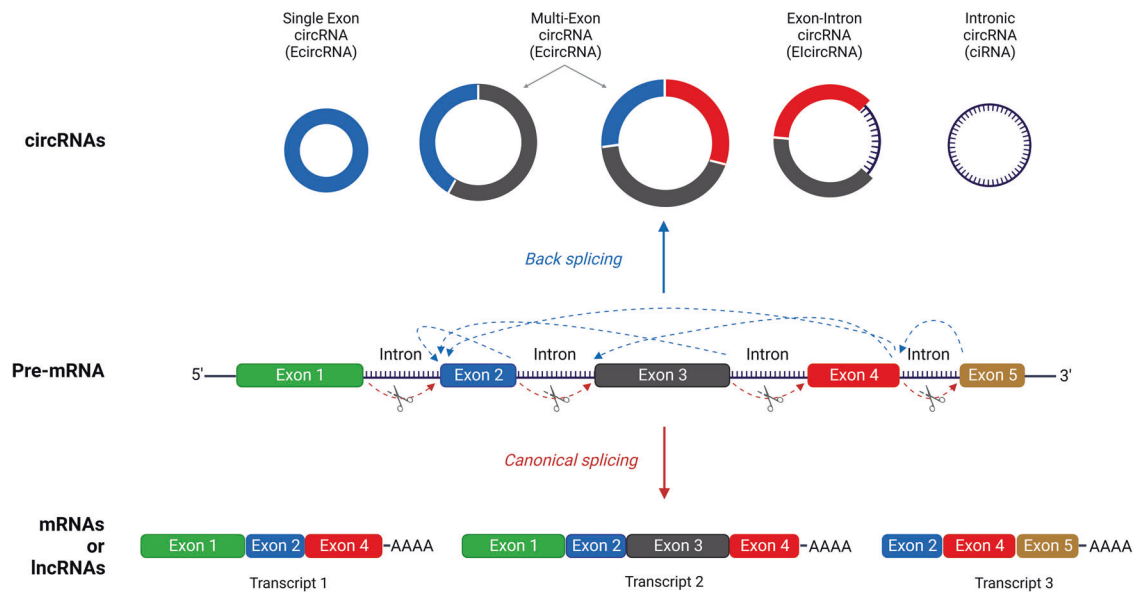 Single Exon
circRNA
(EcircRNA)
Multi-Exon
circRNA
(EcircRNA)
Exon-Intron
circRNA
(EIcircRNA)
Intronic
circRNA
(ciRNA)
circRNAs
Back splicing
Pre-mRNA
5'
Exon 1
Intron
Exon 2
Intron
Exon 3
Intron
Exon 4
Intron
Exon 5
3'
Canonical splicing
mRNAs
or
lncRNAs
Exon 1 Exon 2 Exon 4 -AAAA
Transcript 1
Exon 1 Exon 2 Exon 3 Exon 4 -AAAA
Transcript 2
Exon 2 Exon 4 Exon 5 -AAAA
Transcript 3